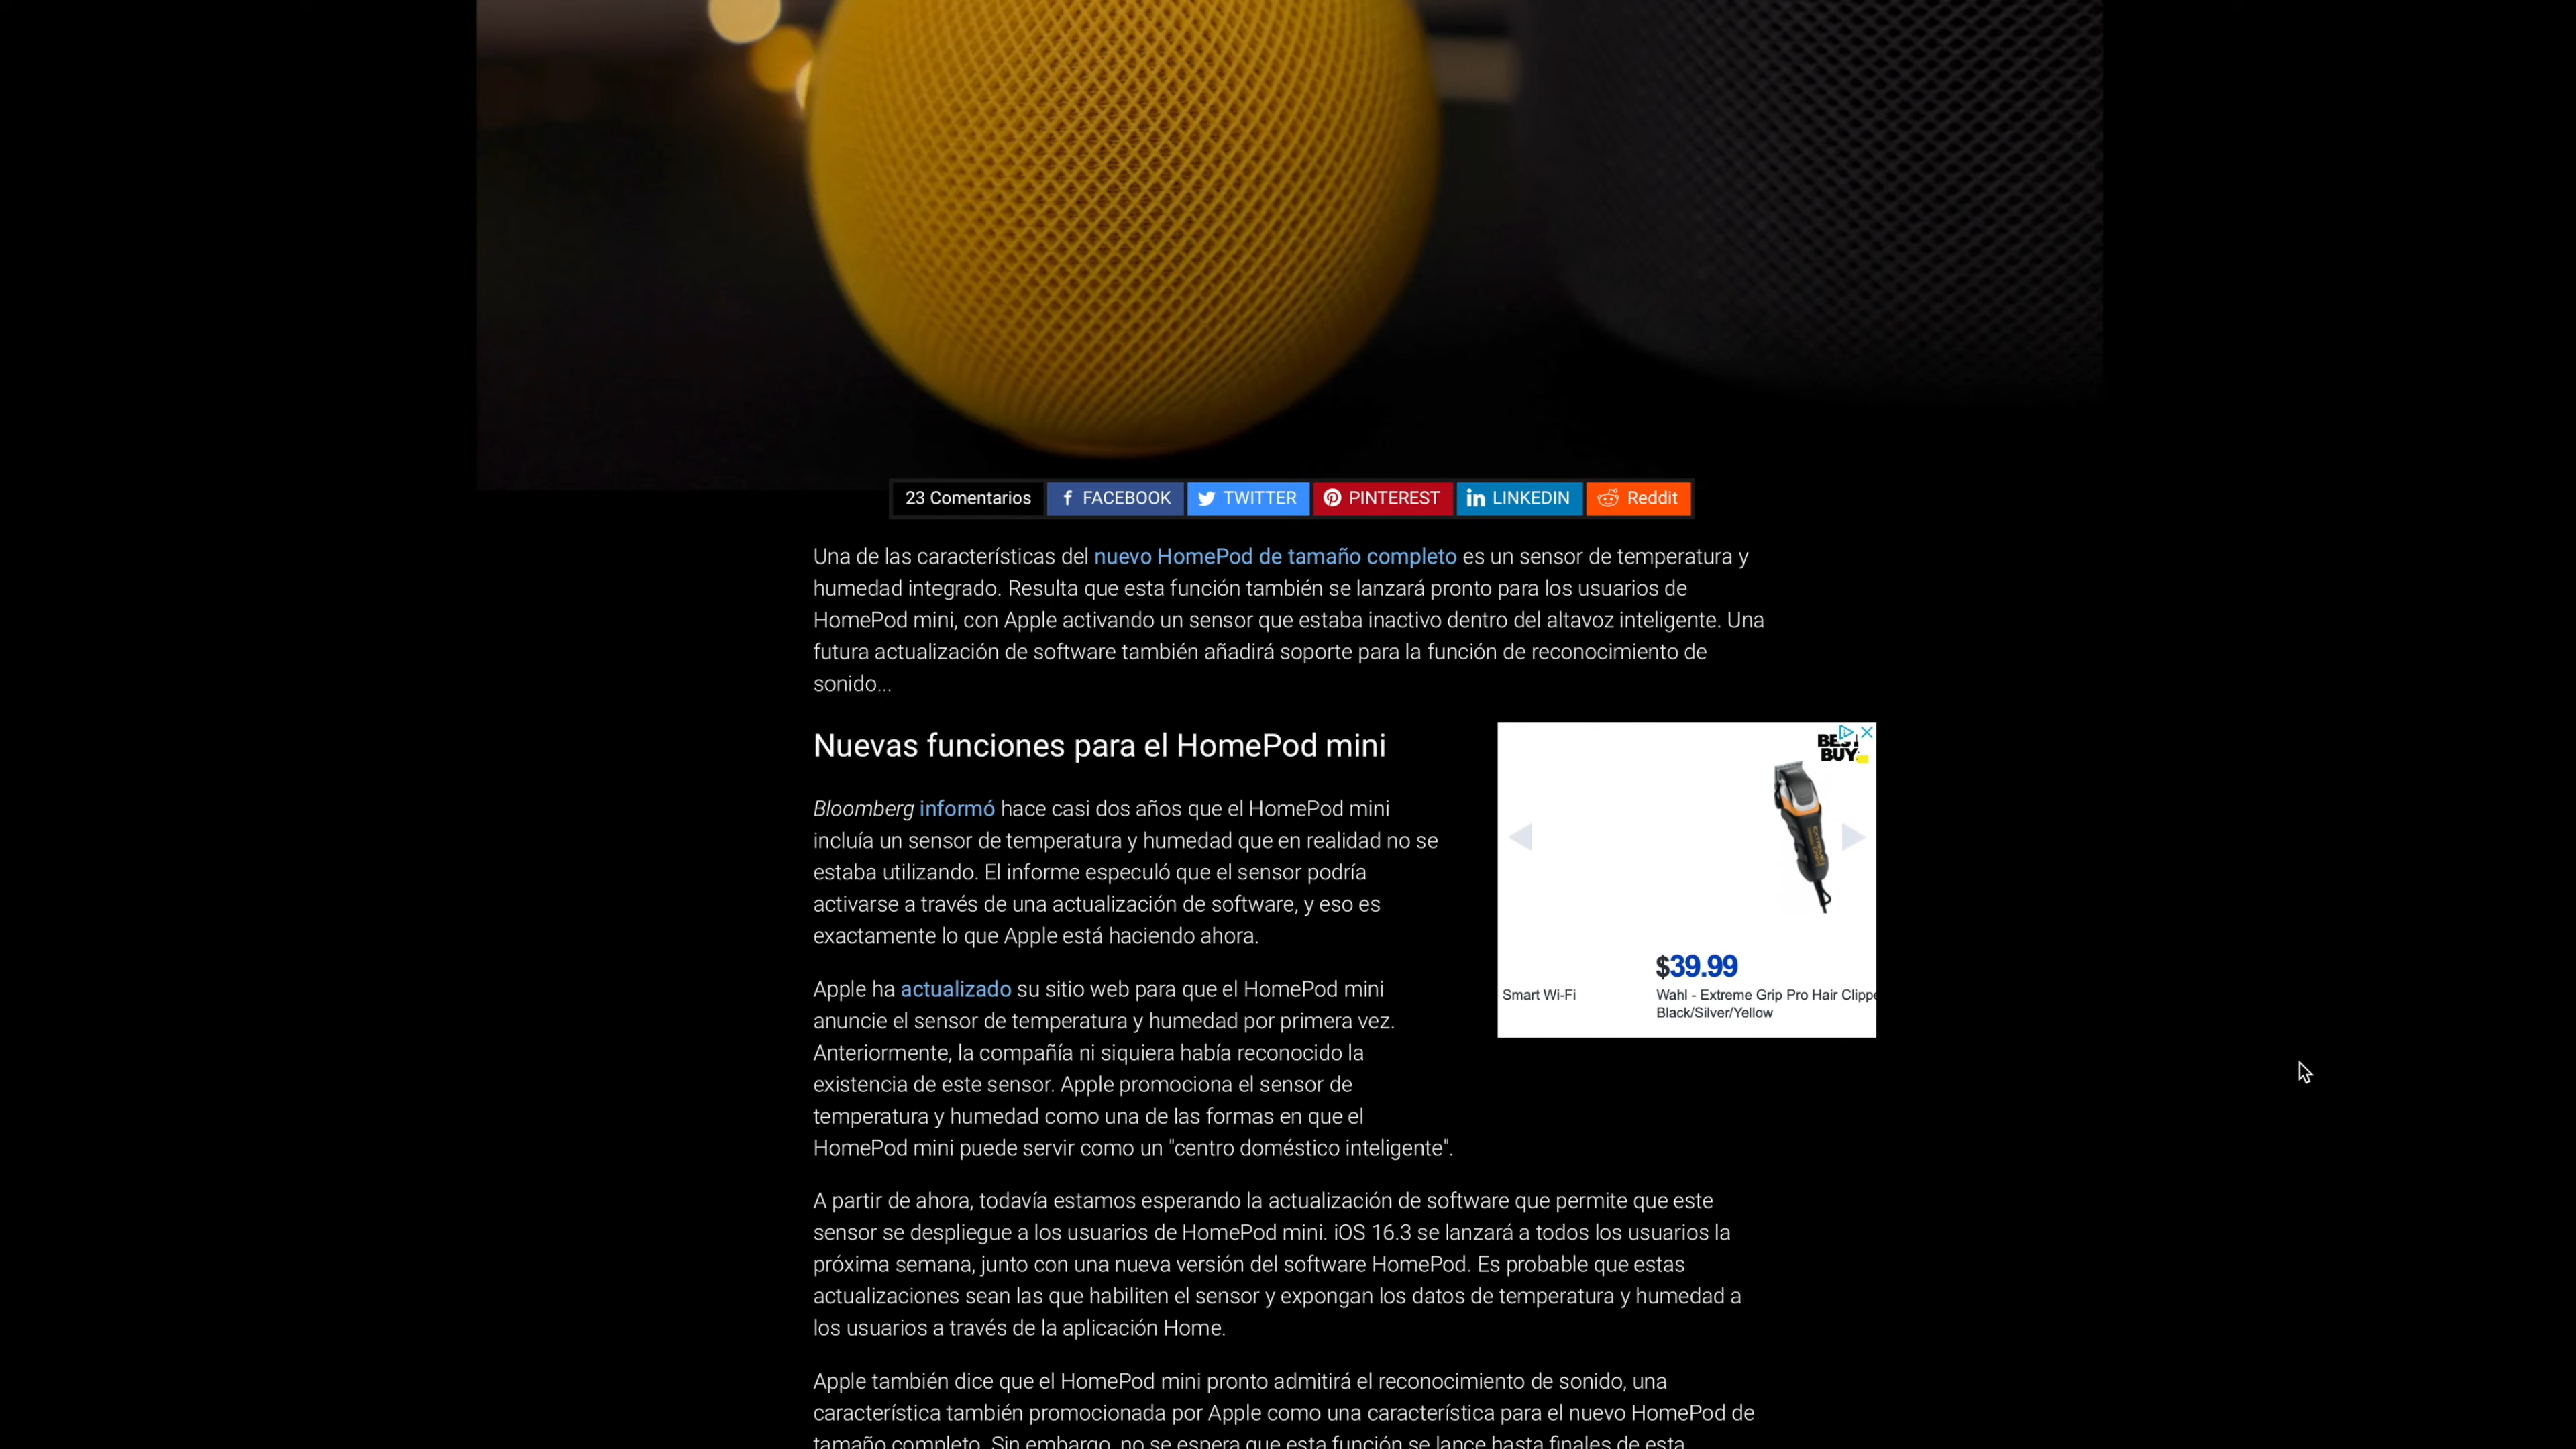 23 Comentarios
FACEBOOK
TWITTER
PINTEREST
LINKEDIN
Reddit
Una de las características del nuevo HomePod de tamaño completo es un sensor de temperatura y
humedad integrado. Resulta que esta función también se lanzará pronto para los usuarios de
HomePod mini, con Apple activando un sensor que estaba inactivo dentro del altavoz inteligente. Una
futura actualización de software también añadirá soporte para la función de reconocimiento de
sonido...
Nuevas funciones para el HomePod mini
Bloomberg informó hace casi dos años que el HomePod mini
incluía un sensor de temperatura y humedad que en realidad no se
estaba utilizando. El informe especuló que el sensor podría
activarse a través de una actualización de software, y eso es
exactamente lo que Apple está haciendo ahora.
Apple ha actualizado su sitio web para que el HomePod mini
anuncie el sensor de temperatura y humedad por primera vez.
Anteriormente, la compañía ni siquiera había reconocido la
existencia de este sensor. Apple promociona el sensor de
temperatura y humedad como una de las formas en que el
HomePod mini puede servir como un "centro doméstico inteligente".
BEST
BUY
$39.99
Smart Wi-Fi
Wahl - Extreme Grip Pro Hair Clippe
Black/Silver/Yellow
A partir de ahora, todavía estamos esperando la actualización de software que permite que este
sensor se despliegue a los usuarios de HomePod mini. iOS 16.3 se lanzará a todos los usuarios la
próxima semana, junto con una nueva versión del software HomePod. Es probable que estas
actualizaciones sean las que habiliten el sensor y expongan los datos de temperatura y humedad a
los usuarios a través de la aplicación Home.
Apple también dice que el HomePod mini pronto admitirá el reconocimiento de sonido, una
característica también promocionada por Apple como una característica para el nuevo HomePod de
tamaño completo. Sin embargo, no se espera que esta función se lance hasta finales de esta